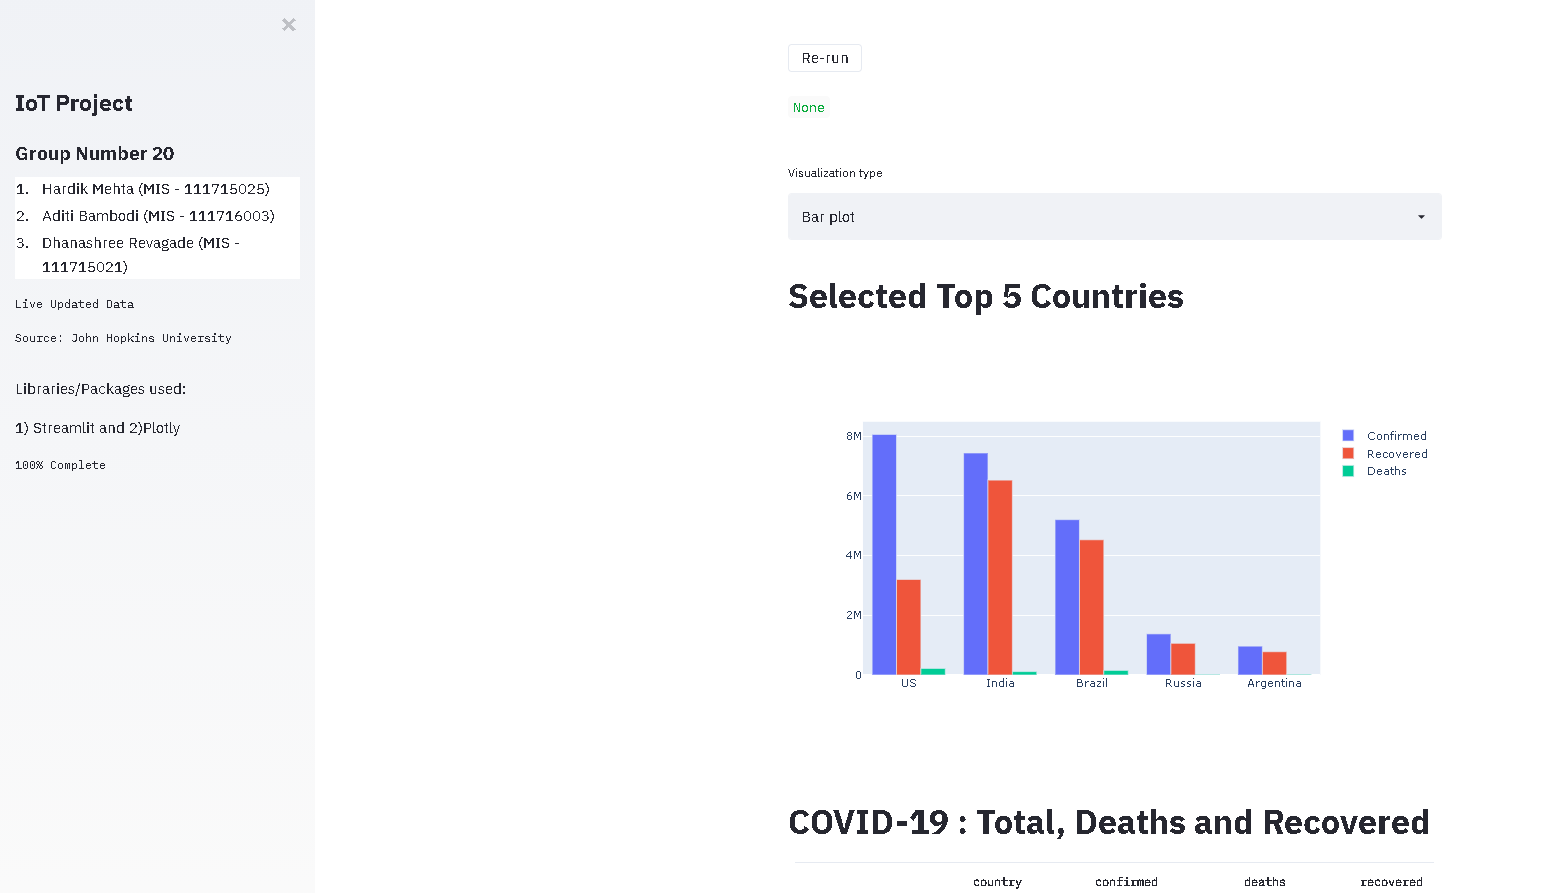 ×
IoT Project
Group Number 20
1. Hardik Mehta (MIS - 111715025)
2. Aditi Bambodi (MIS - 111716003)
3. Dhanashree Revagade (MIS -
111715021)
Live Updated Data
Source: John Hopkins University
Libraries/Packages used:
1) Streamlit and 2)Plotly
100% Complete
Re-run
None
Visualization type
Bar plot
Selected Top 5 Countries
8M
6M
4M
2M
0
US India Brazil Russia Argentina
Confirmed
Recovered
Deaths
COVID-19 : Total, Deaths and Recovered
country confirmed deaths recovered